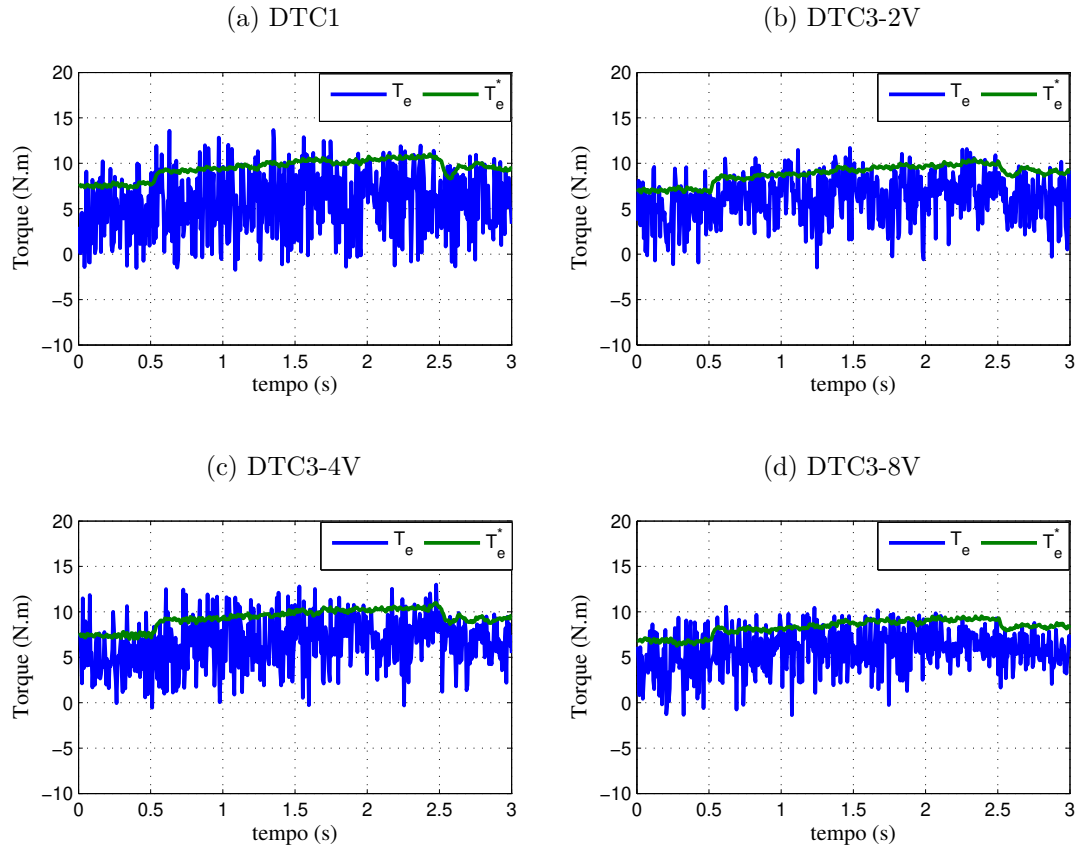 (a) DTC1
20
15
10
5
0
−5
−10
0 0.5 1 1.5 2 2.5 3
Torque (N.m)
tempo (s)
T_e T_e^*
(b) DTC3-2V
20
15
10
5
0
−5
−10
0 0.5 1 1.5 2 2.5 3
Torque (N.m)
tempo (s)
T_e T_e^*
(c) DTC3-4V
20
15
10
5
0
−5
−10
0 0.5 1 1.5 2 2.5 3
Torque (N.m)
tempo (s)
T_e T_e^*
(d) DTC3-8V
20
15
10
5
0
−5
−10
0 0.5 1 1.5 2 2.5 3
Torque (N.m)
tempo (s)
T_e T_e^*